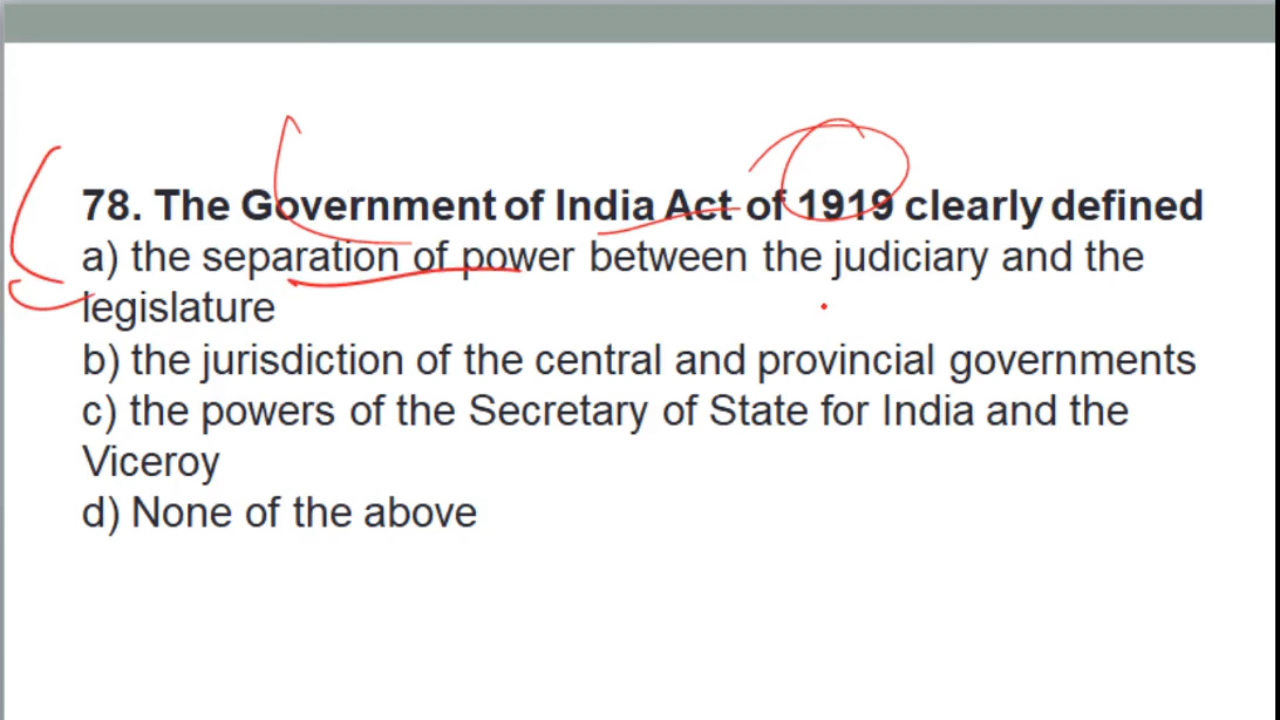 78. The Government of India Act of 1919 clearly defined
a) the separation of power between the judiciary and the
legislature
b) the jurisdiction of the central and provincial governments
c) the powers of the Secretary of State for India and the
Viceroy
d) None of the above